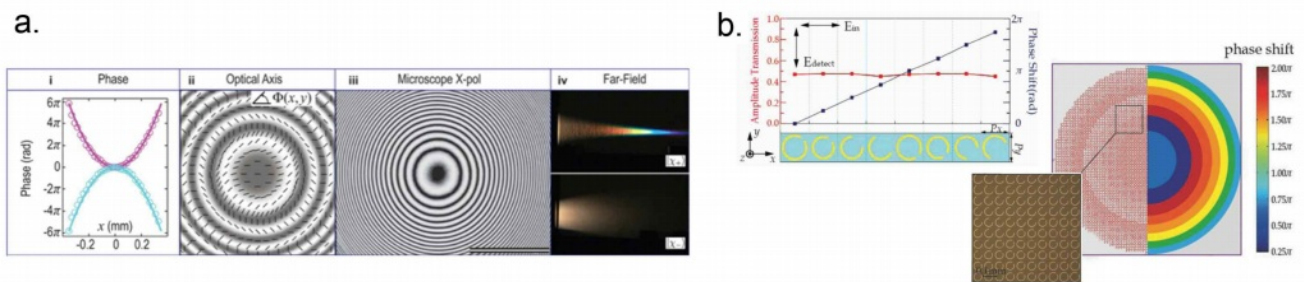 a.
i Phase
ii Optical Axis
iii Microscope X-pol
iv Far-Field
Phase (rad)
6π
4π
2π
0
-2π
-4π
-6π
-0.2 0 0.2
x (mm)
Φ(x,y)
χ+
χ-
b.
Amplitude Transmission
1.0
0.8
0.6
0.4
0.2
0.0
E_in
E_detect
2π
π
0
Phase Shift(rad)
Px
Py
y
z x
phase shift
2.00π
1.75π
1.50π
1.25π
1.00π
0.75π
0.50π
0.25π